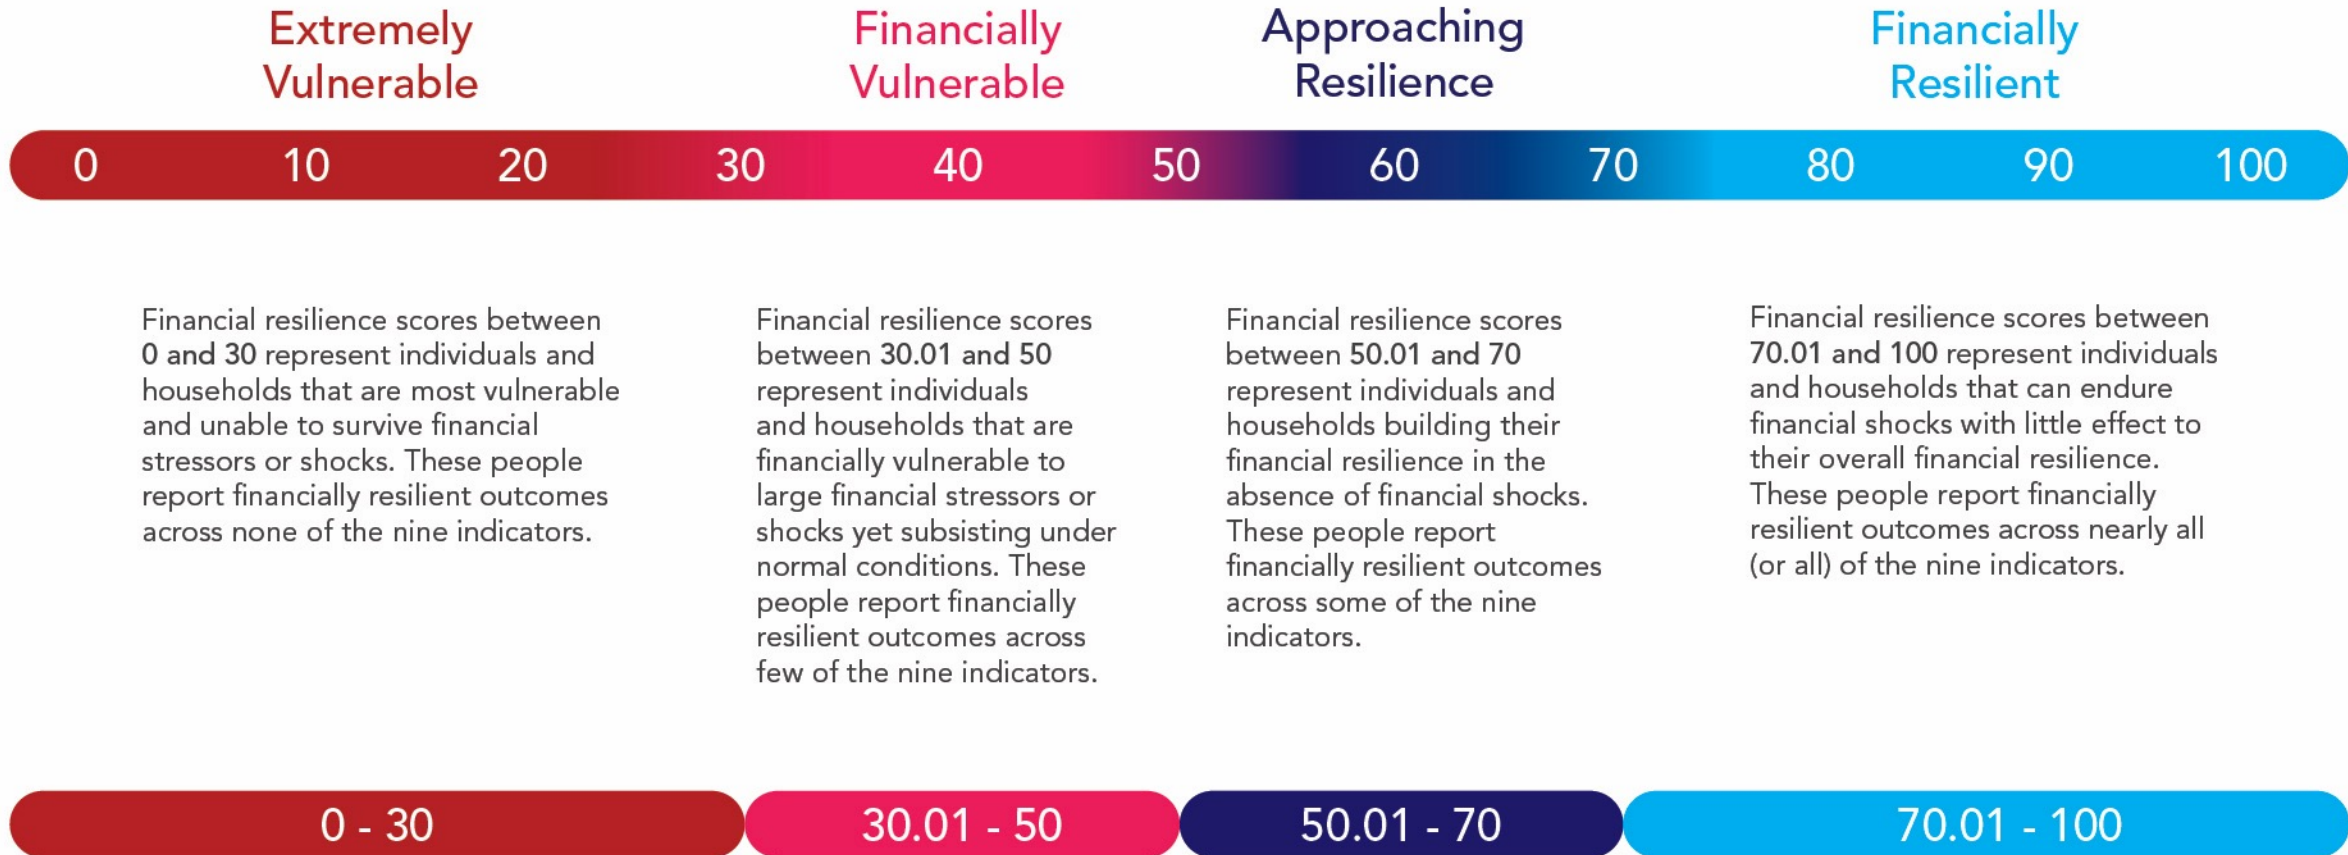 Extremely
Vulnerable
Financially
Vulnerable
Approaching
Resilience
Financially
Resilient
0 10 20 30 40 50 60 70 80 90 100
Financial resilience scores between
0 and 30 represent individuals and
households that are most vulnerable
and unable to survive financial
stressors or shocks. These people
report financially resilient outcomes
across none of the nine indicators.
Financial resilience scores
between 30.01 and 50
represent individuals
and households that are
financially vulnerable to
large financial stressors or
shocks yet subsisting under
normal conditions. These
people report financially
resilient outcomes across
few of the nine indicators.
Financial resilience scores
between 50.01 and 70
represent individuals and
households building their
financial resilience in the
absence of financial shocks.
These people report
financially resilient outcomes
across some of the nine
indicators.
Financial resilience scores between
70.01 and 100 represent individuals
and households that can endure
financial shocks with little effect to
their overall financial resilience.
These people report financially
resilient outcomes across nearly all
(or all) of the nine indicators.
0 - 30
30.01 - 50
50.01 - 70
70.01 - 100